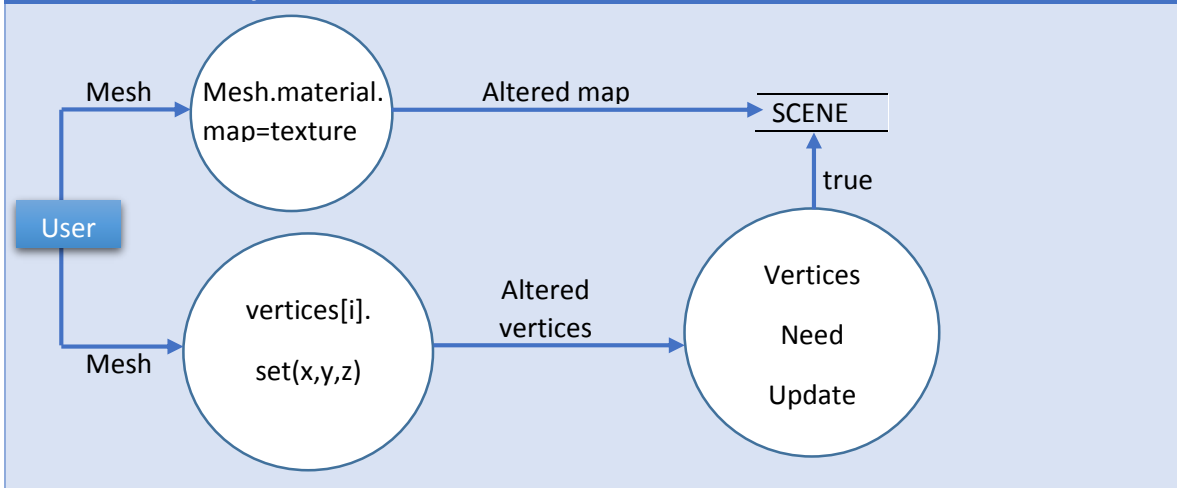 Mesh
Mesh.material.
map=texture
Altered map
SCENE
true
User
vertices[i].
set(x,y,z)
Altered
vertices
Vertices
Need
Update
Mesh